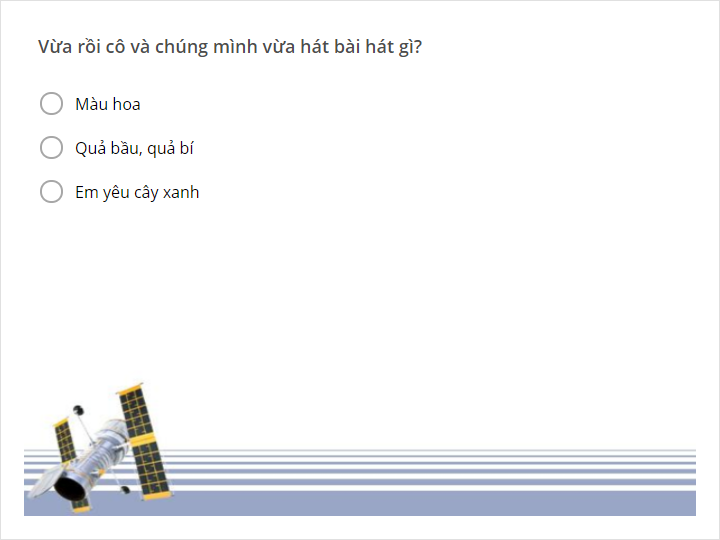 Vừa rồi cô và chúng mình vừa hát bài hát gì?
Màu hoa
Quả bầu, quả bí
Em yêu cây xanh